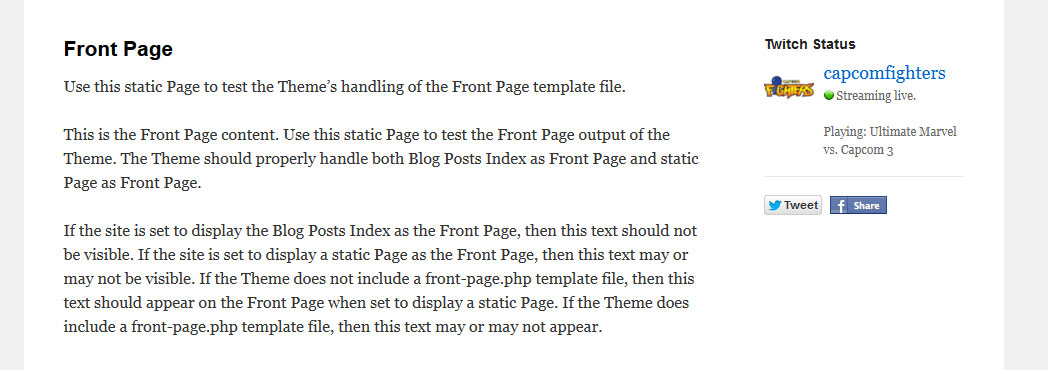 Front Page
Use this static Page to test the Theme’s handling of the Front Page template file.
This is the Front Page content. Use this static Page to test the Front Page output of the
Theme. The Theme should properly handle both Blog Posts Index as Front Page and static
Page as Front Page.
If the site is set to display the Blog Posts Index as the Front Page, then this text should not
be visible. If the site is set to display a static Page as the Front Page, then this text may or
may not be visible. If the Theme does not include a front-page.php template file, then this
text should appear on the Front Page when set to display a static Page. If the Theme does
include a front-page.php template file, then this text may or may not appear.
Twitch Status
FIGHTERS
capcomfighters
Streaming live.
Playing: Ultimate Marvel
vs. Capcom 3
Tweet
f Share